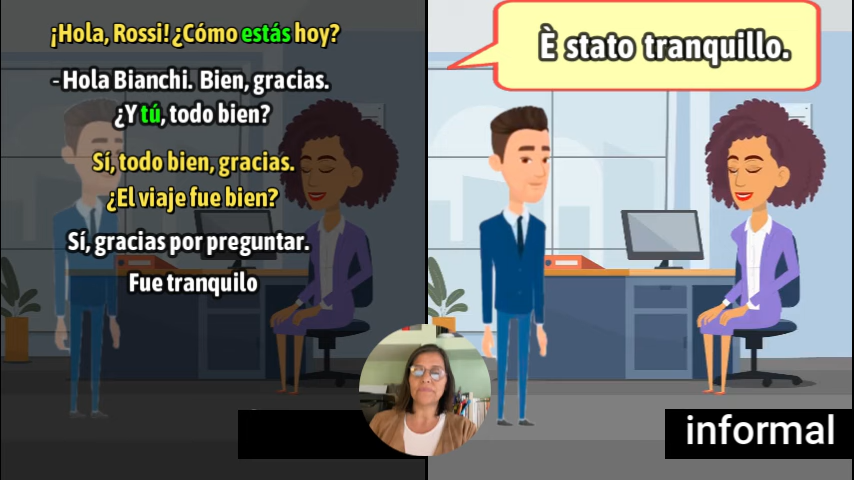 ¡Hola, Rossi! ¿Cómo estás hoy?
- Hola Bianchi. Bien, gracias.
¿Y tú, todo bien?
Sí, todo bien, gracias.
¿El viaje fue bien?
Sí, gracias por preguntar.
Fue tranquilo
È stato tranquillo.
informal